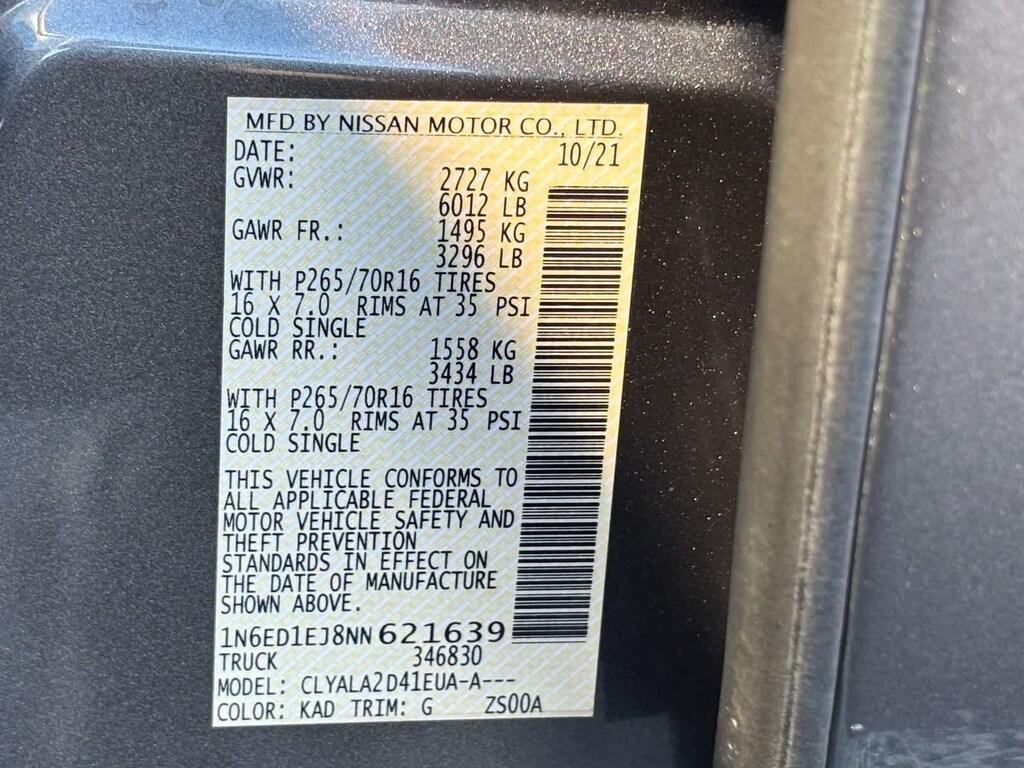 MFD BY NISSAN MOTOR CO., LTD.
DATE: 10/21
GVWR: 2727 KG
6012 LB
GAWR FR.: 1495 KG
3296 LB
WITH P265/70R16 TIRES
16 X 7.0 RIMS AT 35 PSI
COLD SINGLE
GAWR RR.: 1558 KG
3434 LB
WITH P265/70R16 TIRES
16 X 7.0 RIMS AT 35 PSI
COLD SINGLE
THIS VEHICLE CONFORMS TO
ALL APPLICABLE FEDERAL
MOTOR VEHICLE SAFETY AND
THEFT PREVENTION
STANDARDS IN EFFECT ON
THE DATE OF MANUFACTURE
SHOWN ABOVE.
1N6ED1EJ8NN621639
TRUCK 346830
MODEL: CLYALA2D41EUA-A---
COLOR: KAD TRIM: G ZS00A